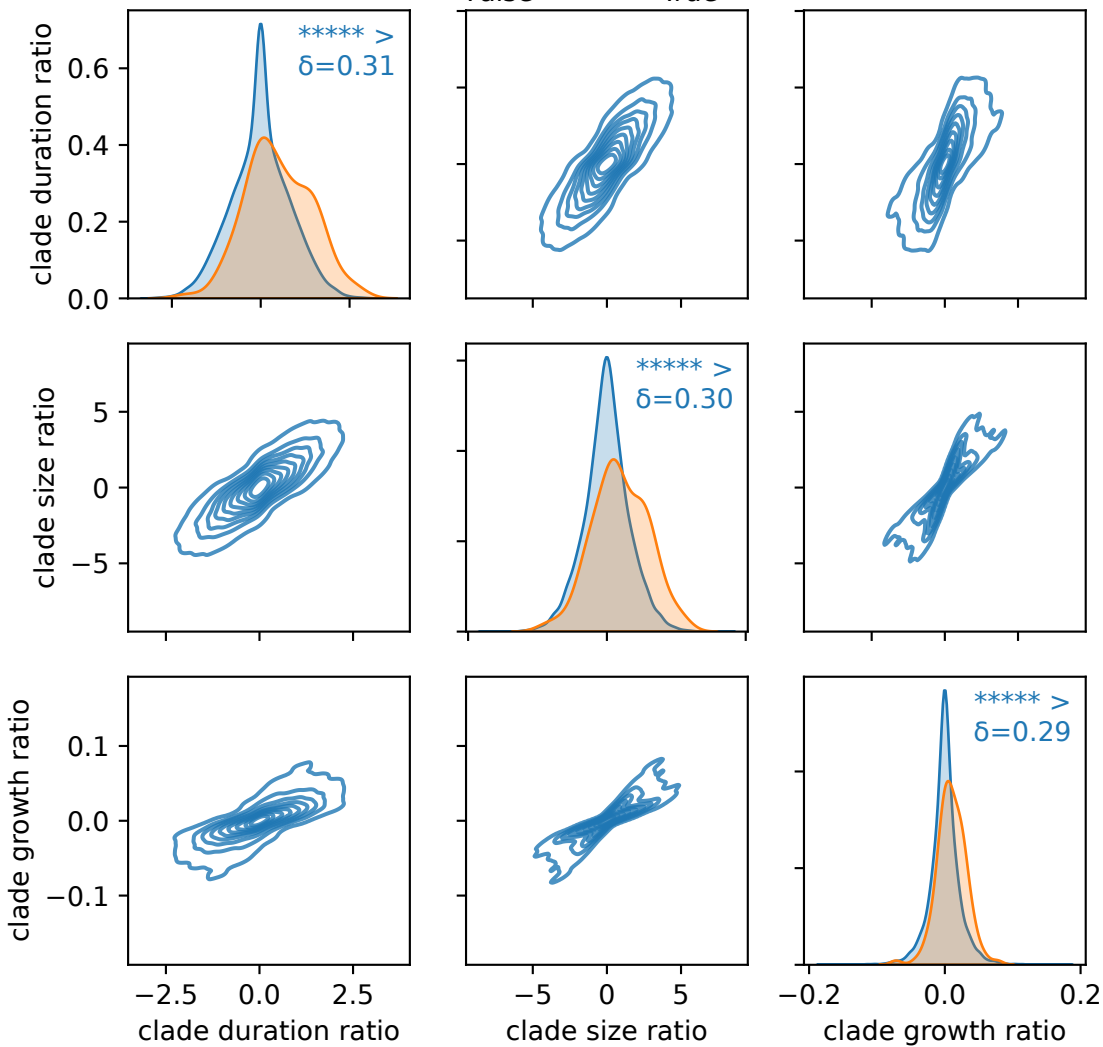 ***** >
δ=0.31
clade duration ratio
0.6
0.4
0.2
0.0
***** >
δ=0.30
clade size ratio
5
0
−5
***** >
δ=0.29
clade growth ratio
0.1
0.0
−0.1
−2.5 0.0 2.5 −5 0 5 −0.2 0.0 0.2
clade duration ratio clade size ratio clade growth ratio